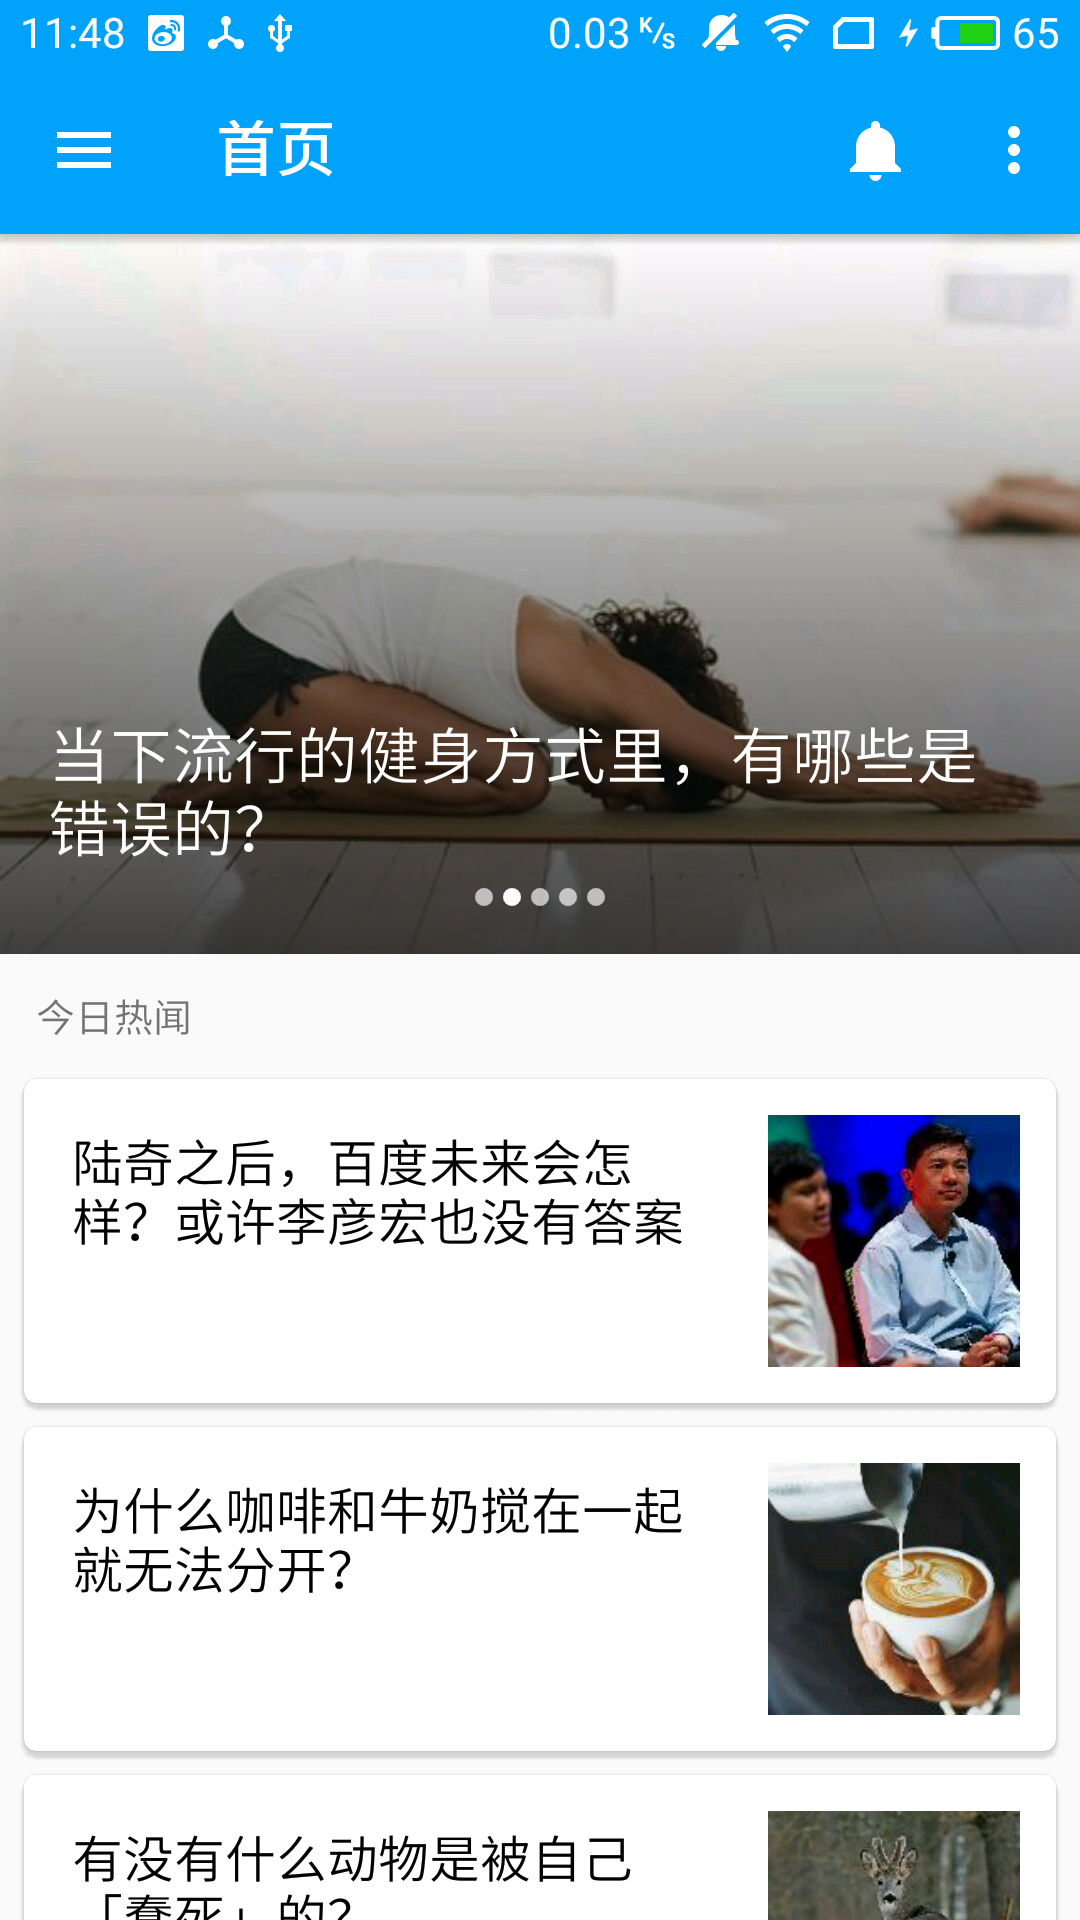 11:48 0.03 K/s 65
首页
当下流行的健身方式里，有哪些是
错误的？
今日热闻
陆奇之后，百度未来会怎
样？或许李彦宏也没有答案
为什么咖啡和牛奶搅在一起
就无法分开？
有没有什么动物是被自己
「蠢死」的？